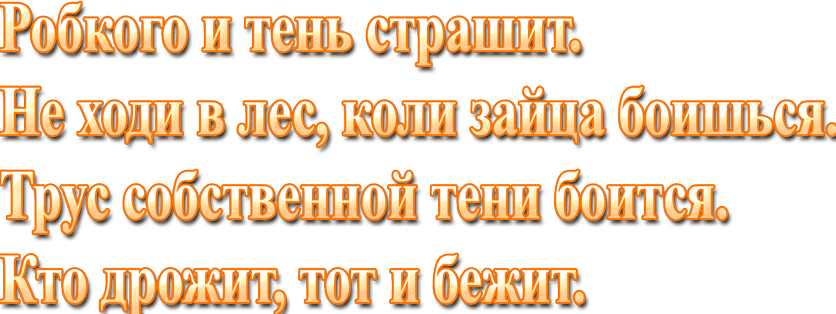 Робкого и тень страшит.
Не ходи в лес, коли зайца боишься.
Трус собственной тени боится.
Кто дрожит, тот и бежит.